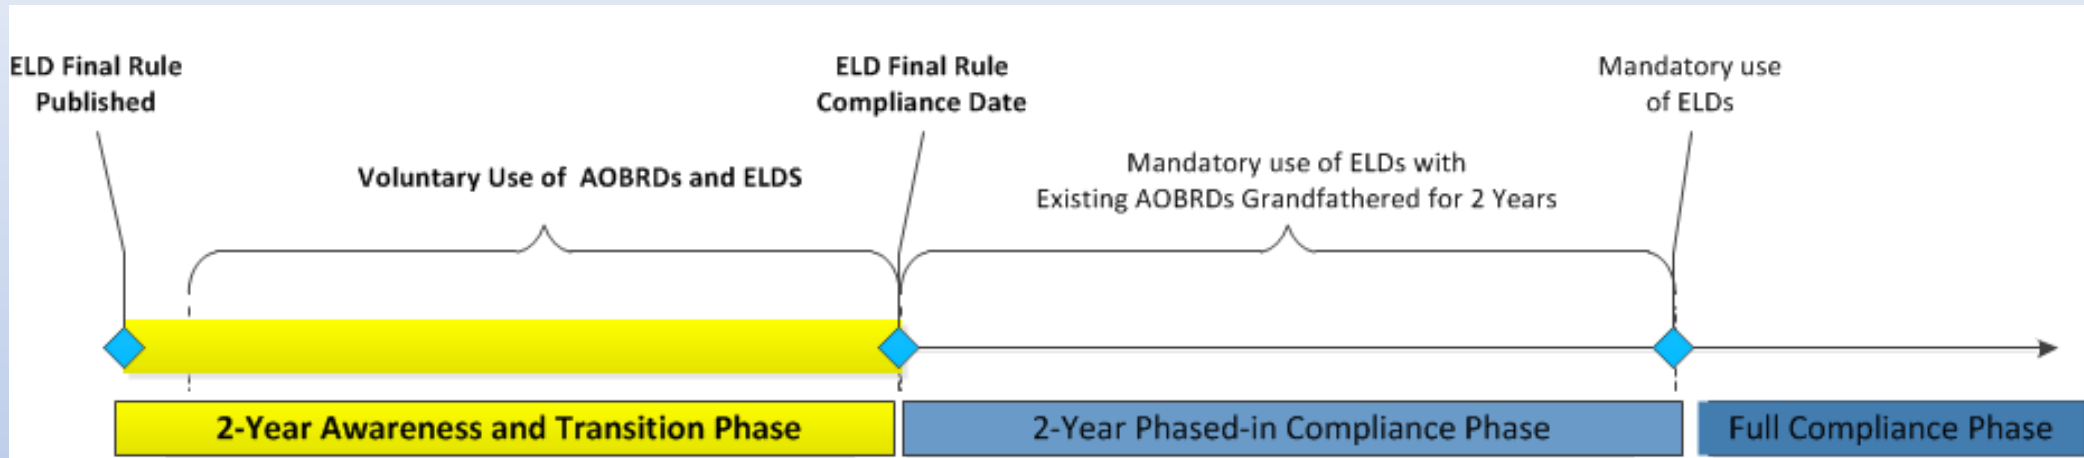 ELD Final Rule
Published
ELD Final Rule
Compliance Date
Mandatory use
of ELDs
Voluntary Use of AOBRDs and ELDS
Mandatory use of ELDs with
Existing AOBRDs Grandfathered for 2 Years
2-Year Awareness and Transition Phase
2-Year Phased-in Compliance Phase
Full Compliance Phase